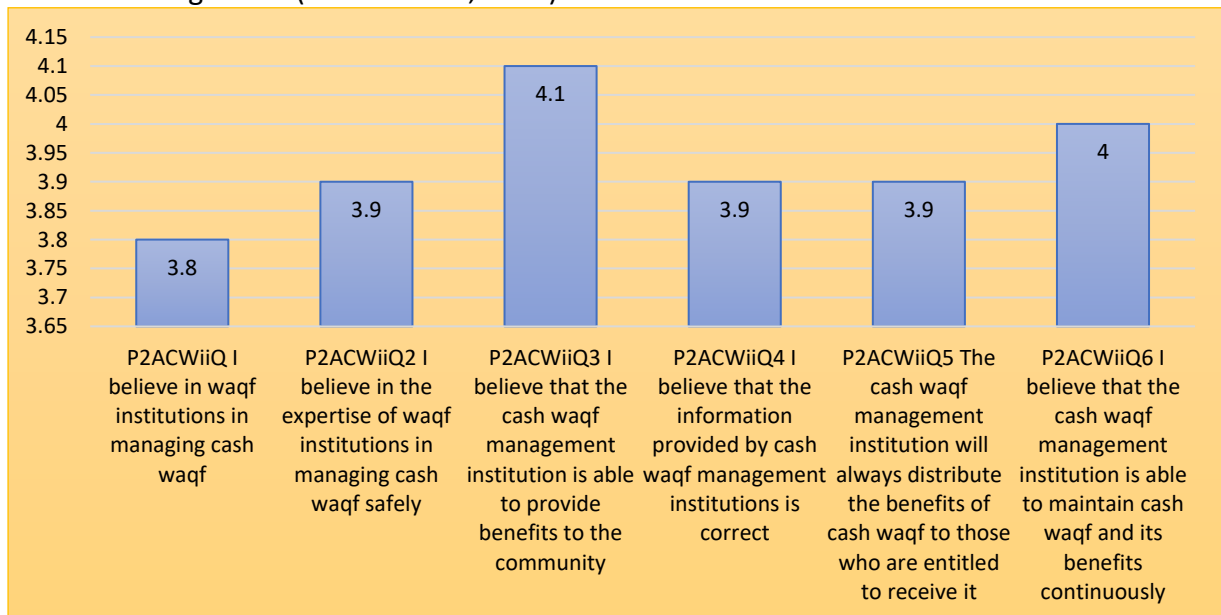 4.15
4.1
4.05
4
3.95
3.9
3.85
3.8
3.75
3.7
3.65
3.8
3.9
4.1
3.9
3.9
4
P2ACWiiQ I
believe in waqf
institutions in
managing cash
waqf
P2ACWiiQ2 I
believe in the
expertise of waqf
institutions in
managing cash
waqf safely
P2ACWiiQ3 I
believe that the
cash waqf
management
institution is able
to provide
benefits to the
community
P2ACWiiQ4 I
believe that the
information
provided by cash
waqf management
institutions is
correct
P2ACWiiQ5 The
cash waqf
management
institution will
always distribute
the benefits of
cash waqf to those
who are entitled
to receive it
P2ACWiiQ6 I
believe that the
cash waqf
management
institution is able
to maintain cash
waqf and its
benefits
continuously